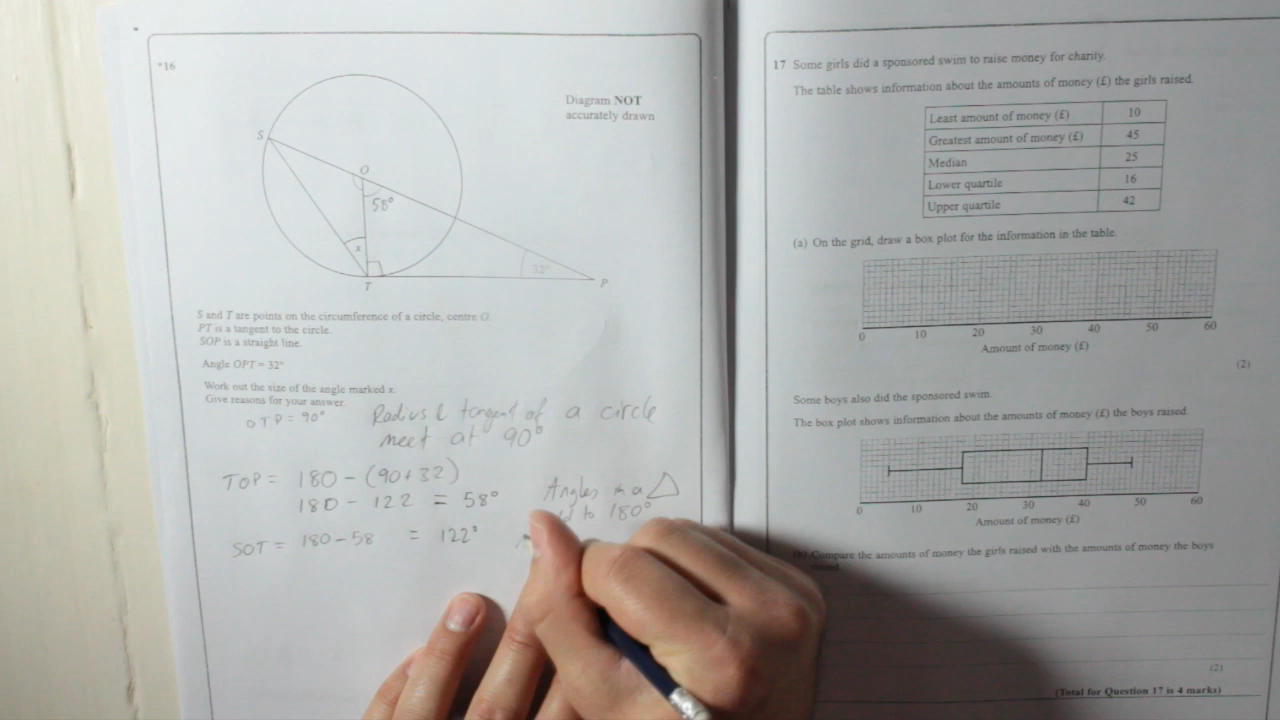 *16
Diagram NOT
accurately drawn
S
O
58°
x
32°
T
P
S and T are points on the circumference of a circle, centre O.
PT is a tangent to the circle.
SOP is a straight line.
Angle OPT = 32°
Work out the size of the angle marked x.
Give reasons for your answer.
OTP = 90°
Radius & tangent of a circle
meet at 90°
TOP = 180 - (90+32)
180 - 122 = 58°
Angles in a △
to 180°
SOT = 180 - 58 = 122°
17 Some girls did a sponsored swim to raise money for charity.
The table shows information about the amounts of money (£) the girls raised.
Least amount of money (£) 10
Greatest amount of money (£) 45
Median 25
Lower quartile 16
Upper quartile 42
(a) On the grid, draw a box plot for the information in the table.
0 10 20 30 40 50 60
Amount of money (£)
(2)
Some boys also did the sponsored swim.
The box plot shows information about the amounts of money (£) the boys raised.
0 10 20 30 40 50 60
Amount of money (£)
(b) Compare the amounts of money the girls raised with the amounts of money the boys
raised.
(2)
(Total for Question 17 is 4 marks)